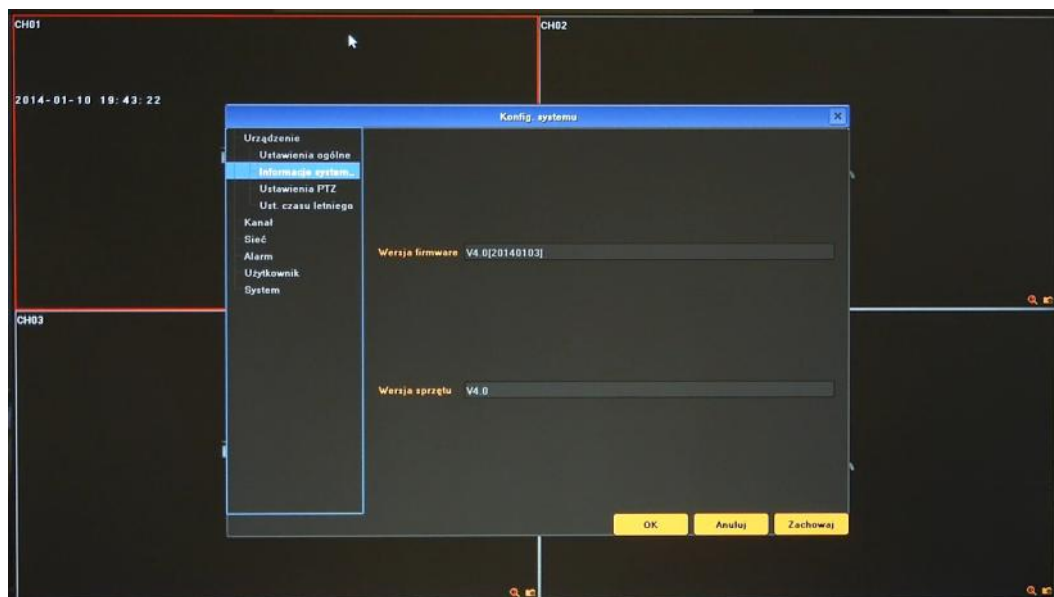 CH01
CH02
2014-01-10 19:43:22
Konfig. systemu
Urządzenie
Ustawienia ogólne
Informacje system..
Ustawienia PTZ
Ust. czasu letniego
Kanał
Sieć
Alarm
Użytkownik
System
Wersja firmware V4.0[20140103]
Wersja sprzętu V4.0
CH03
OK Anuluj Zachowaj